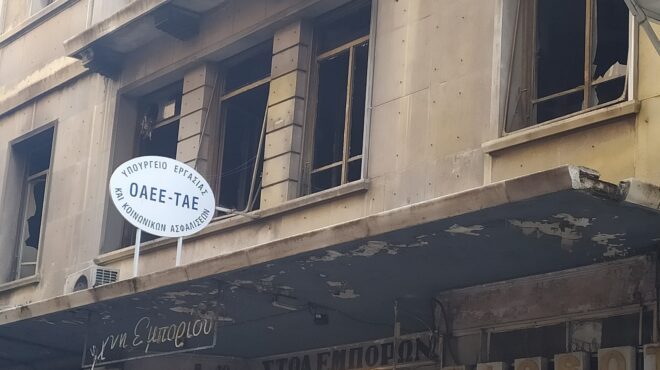 ΥΠΟΥΡΓΕΙΟ ΕΡΓΑΣΙΑΣ
ΟΑΕΕ-ΤΑΕ
ΚΑΙ ΚΟΙΝΩΝΙΚΩΝ ΑΣΦΑΛΙΣΕΩΝ
Εμπορίου
ΣΤΟΑ ΕΜΠΟΡΩΝ